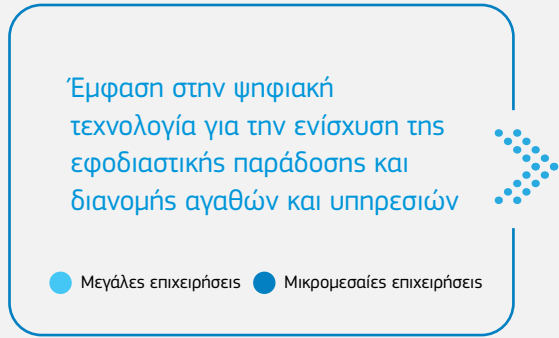 Έμφαση στην ψηφιακή
τεχνολογία για την ενίσχυση της
εφοδιαστικής παράδοσης και
διανομής αγαθών και υπηρεσιών
Μεγάλες επιχειρήσεις Μικρομεσαίες επιχειρήσεις